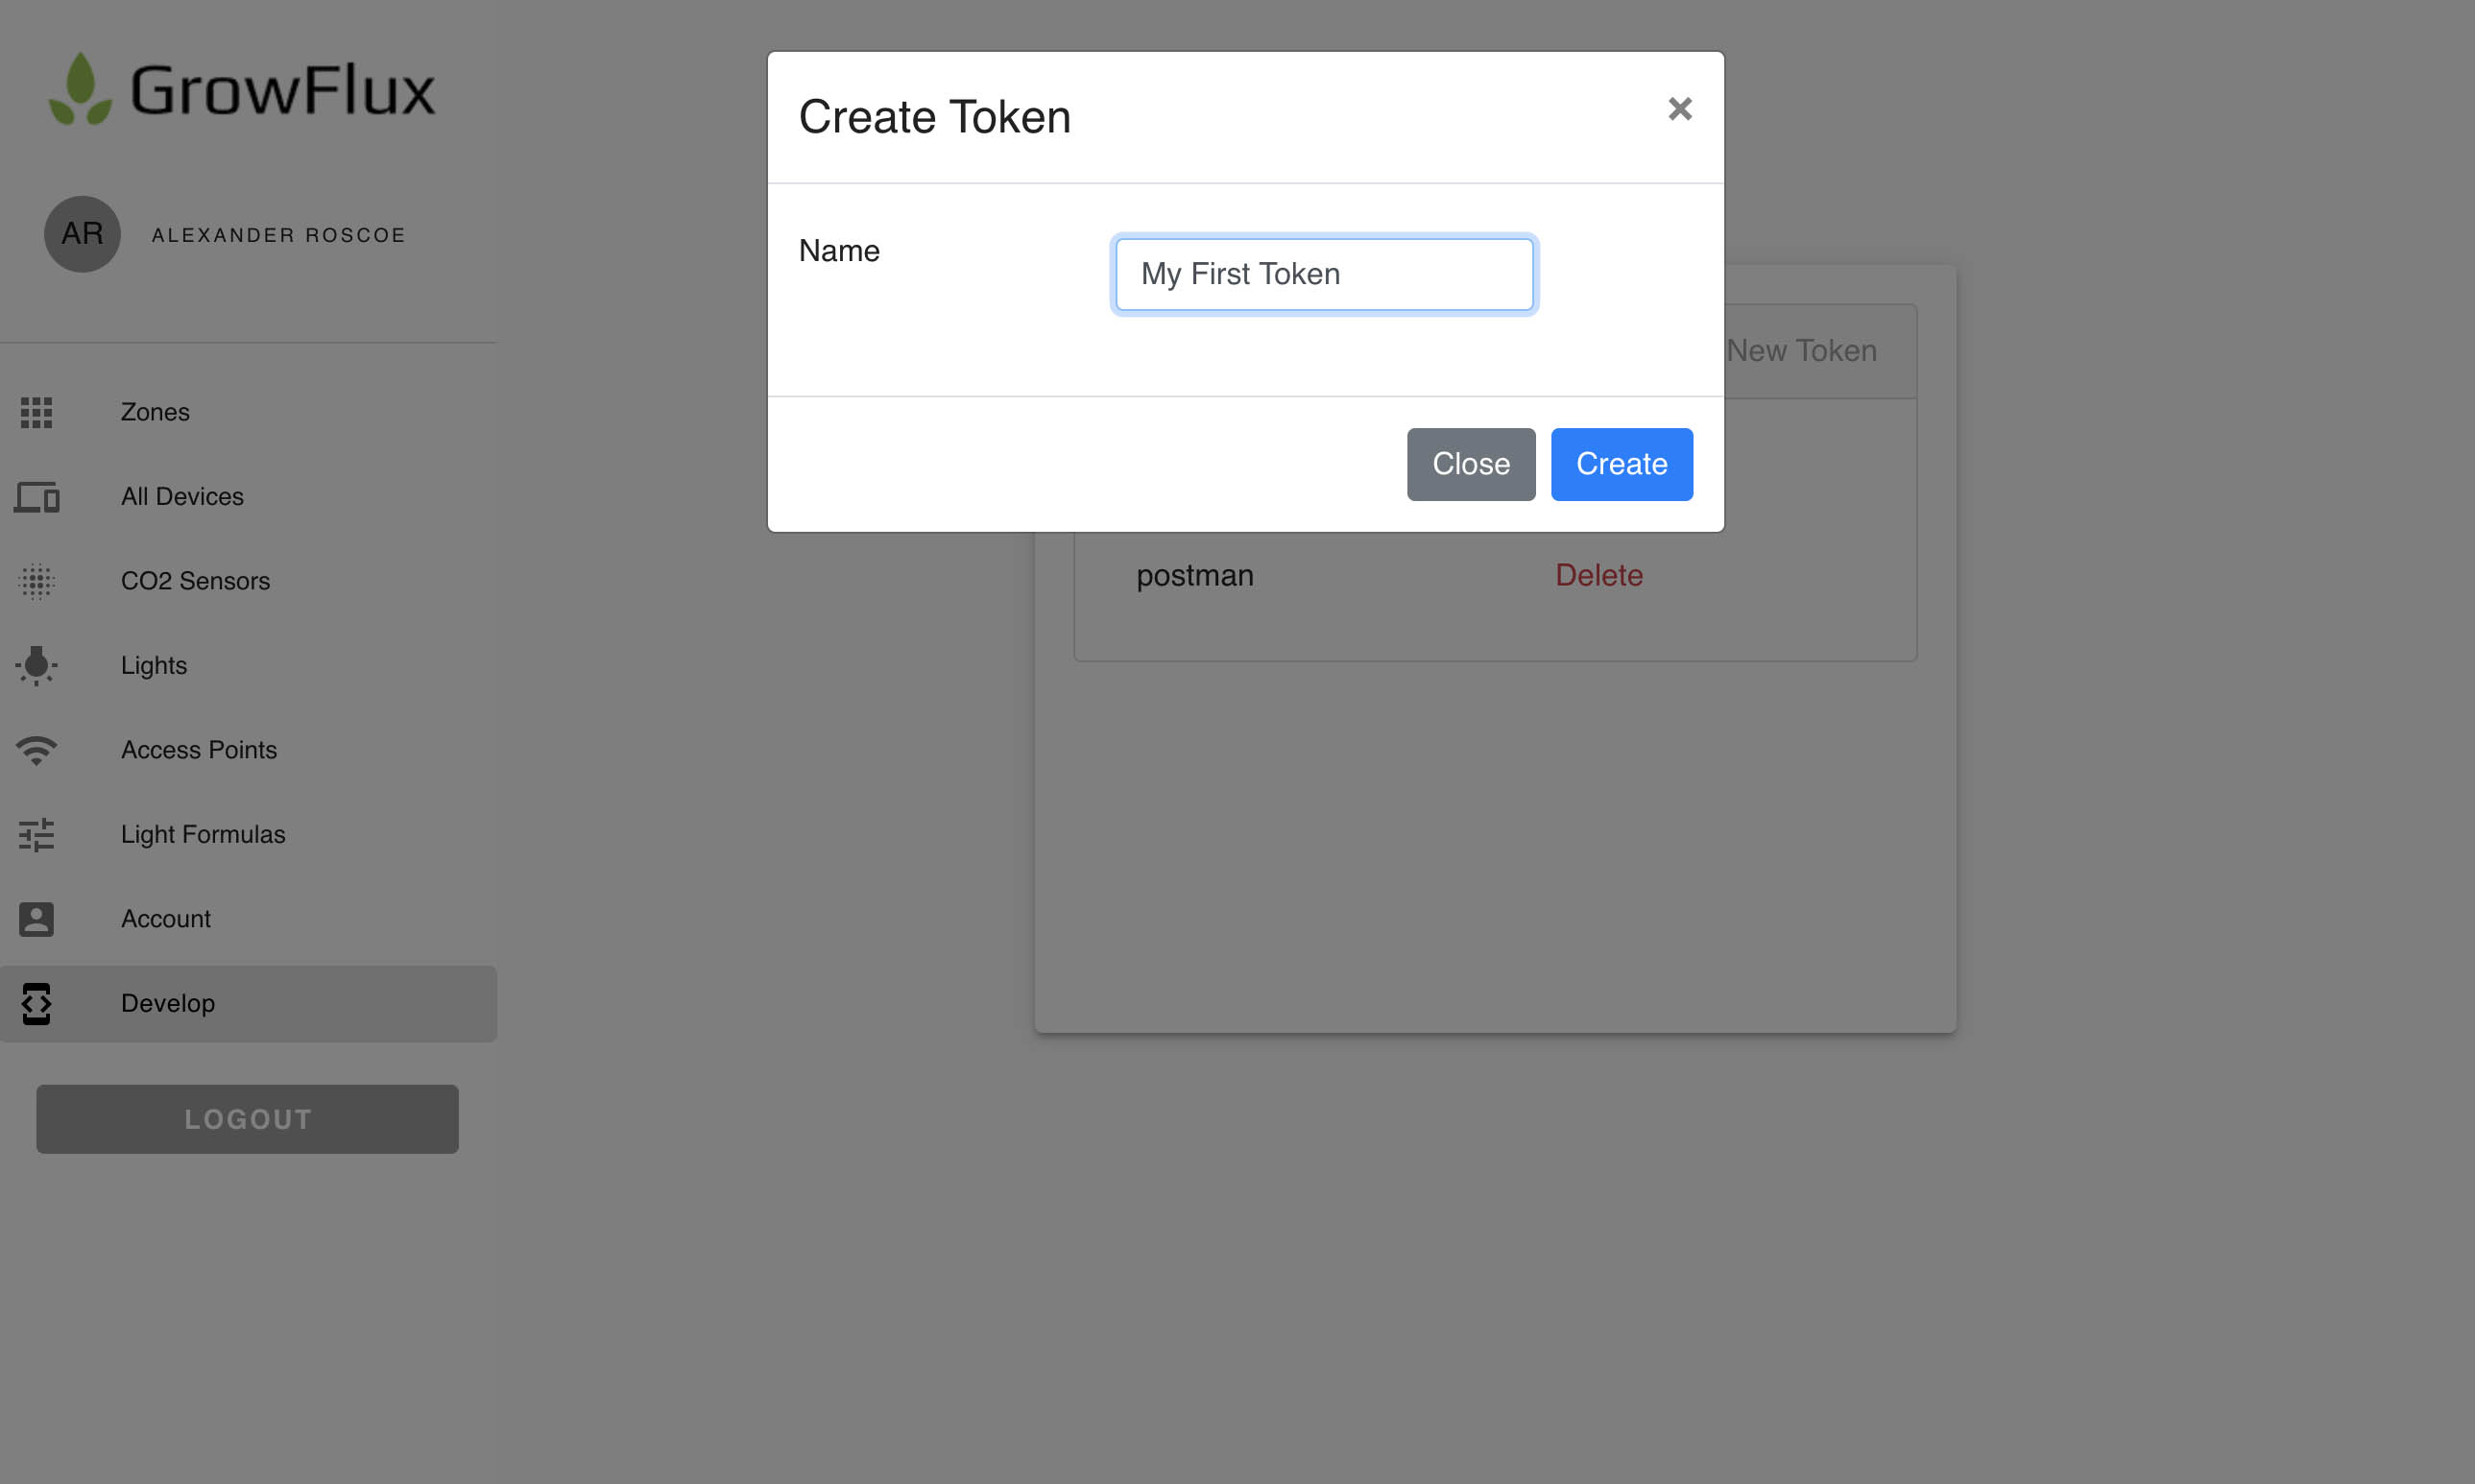 GrowFlux
AR
ALEXANDER ROSCOE
Zones
All Devices
CO2 Sensors
Lights
Access Points
Light Formulas
Account
Develop
LOGOUT
Create Token
×
Name
My First Token
Close
Create
New Token
postman
Delete